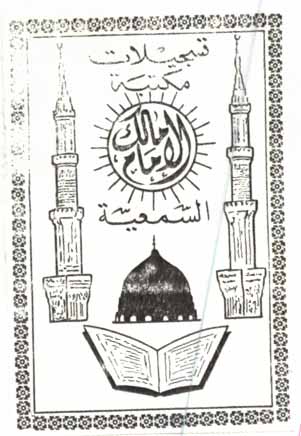 تسجيلات
مكتبة
الإمام مالك
السمعية